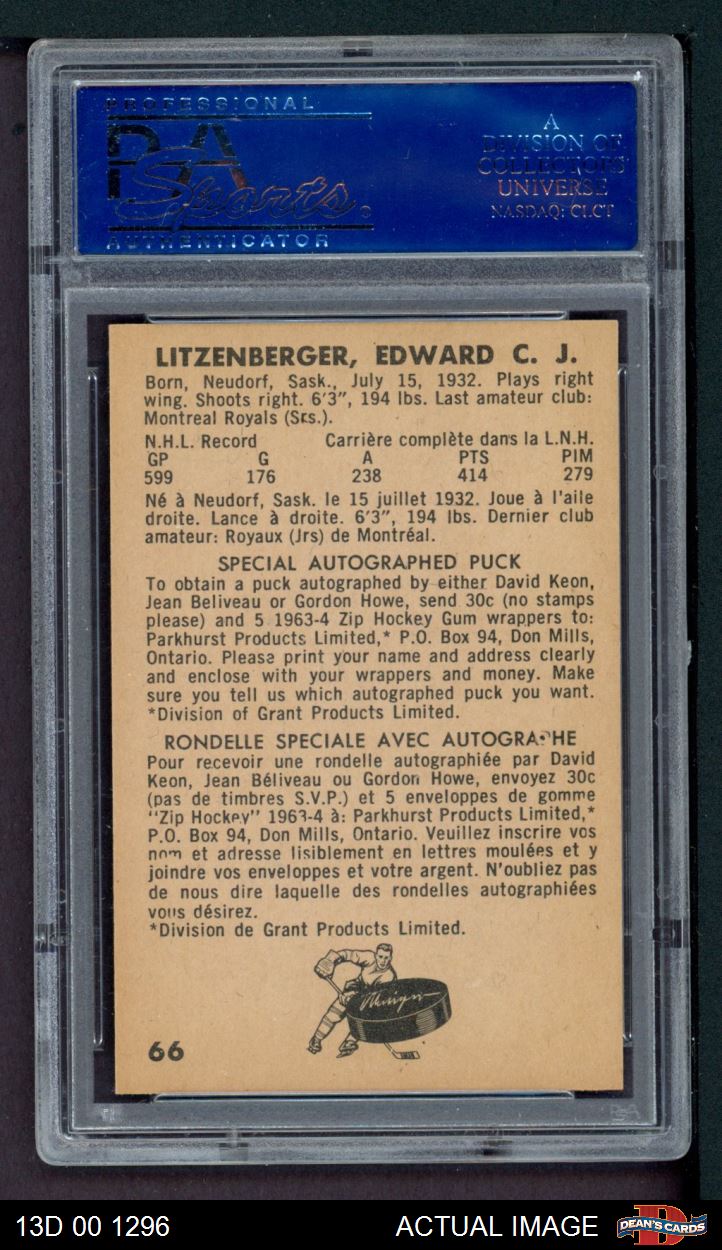 PROFESSIONAL
PSA
Sports
AUTHENTICATOR
A
DIVISION OF
COLLECTORS
UNIVERSE
NASDAQ: CLCT
LITZENBERGER, EDWARD C. J.
Born, Neudorf, Sask., July 15, 1932. Plays right
wing. Shoots right. 6'3", 194 lbs. Last amateur club:
Montreal Royals (Srs.).
N.H.L. Record Carrière complète dans la L.N.H.
GP G A PTS PIM
599 176 238 414 279
Né à Neudorf, Sask. le 15 juillet 1932. Joue à l'aile
droite. Lance à droite. 6'3", 194 lbs. Dernier club
amateur: Royaux (Jrs) de Montréal.
SPECIAL AUTOGRAPHED PUCK
To obtain a puck autographed by either David Keon,
Jean Beliveau or Gordon Howe, send 30c (no stamps
please) and 5 1963-4 Zip Hockey Gum wrappers to:
Parkhurst Products Limited,* P.O. Box 94, Don Mills,
Ontario. Please print your name and address clearly
and enclose with your wrappers and money. Make
sure you tell us which autographed puck you want.
*Division of Grant Products Limited.
RONDELLE SPECIALE AVEC AUTOGRAPHE
Pour recevoir une rondelle autographiée par David
Keon, Jean Béliveau ou Gordon Howe, envoyez 30c
(pas de timbres S.V.P.) et 5 enveloppes de gomme
"Zip Hockey" 1963-4 à: Parkhurst Products Limited,*
P.O. Box 94, Don Mills, Ontario. Veuillez inscrire vos
nom et adresse lisiblement en lettres moulées et y
joindre vos enveloppes et votre argent. N'oubliez pas
de nous dire laquelle des rondelles autographiées
vous désirez.
*Division de Grant Products Limited.
66
PSA
13D 00 1296 ACTUAL IMAGE DEAN'S CARDS